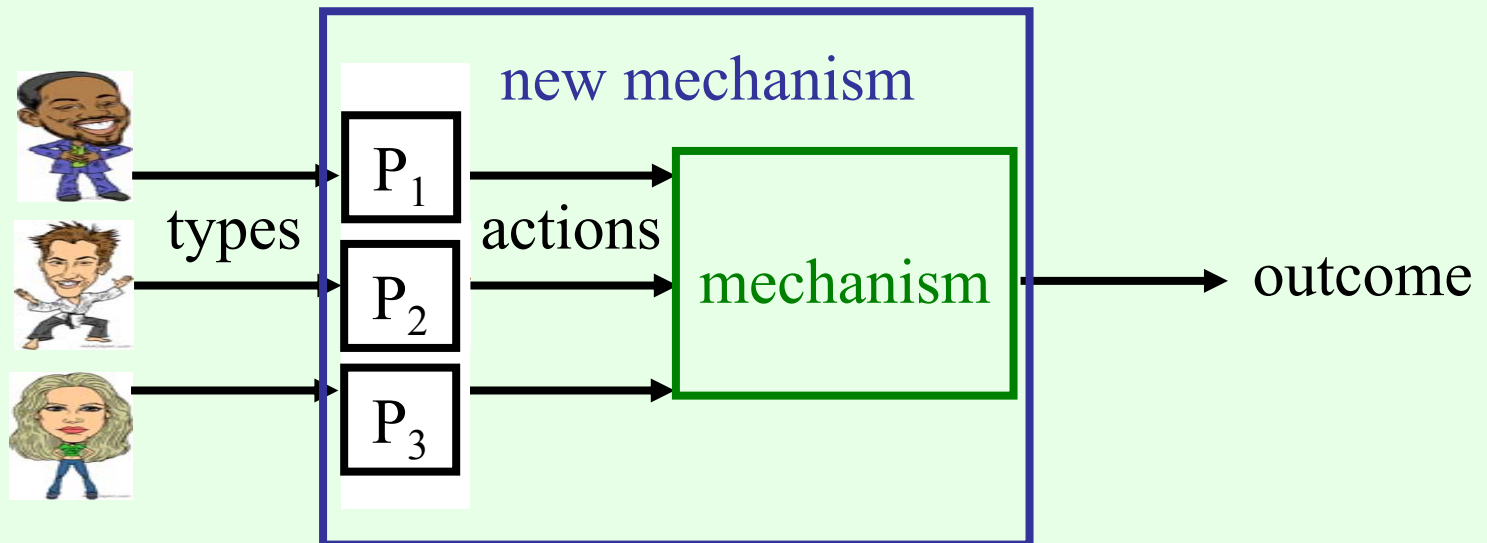 new mechanism
P1
types
actions
mechanism
outcome
P2
P3